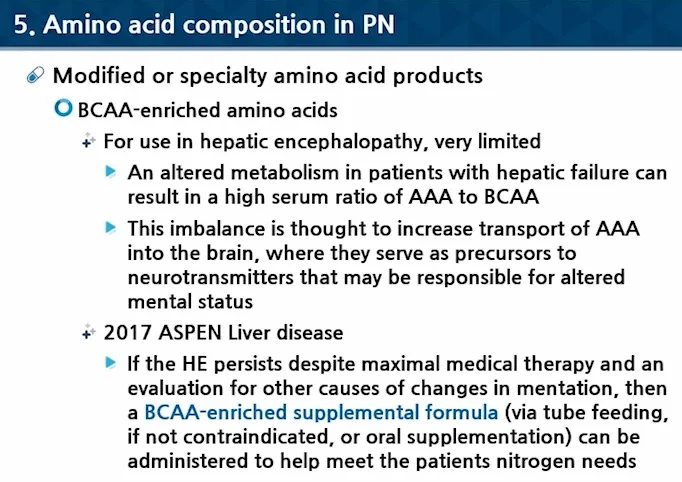 5. Amino acid composition in PN
Modified or specialty amino acid products
BCAA-enriched amino acids
For use in hepatic encephalopathy, very limited
An altered metabolism in patients with hepatic failure can
result in a high serum ratio of AAA to BCAA
This imbalance is thought to increase transport of AAA
into the brain, where they serve as precursors to
neurotransmitters that may be responsible for altered
mental status
2017 ASPEN Liver disease
If the HE persists despite maximal medical therapy and an
evaluation for other causes of changes in mentation, then
a BCAA-enriched supplemental formula (via tube feeding,
if not contraindicated, or oral supplementation) can be
administered to help meet the patients nitrogen needs